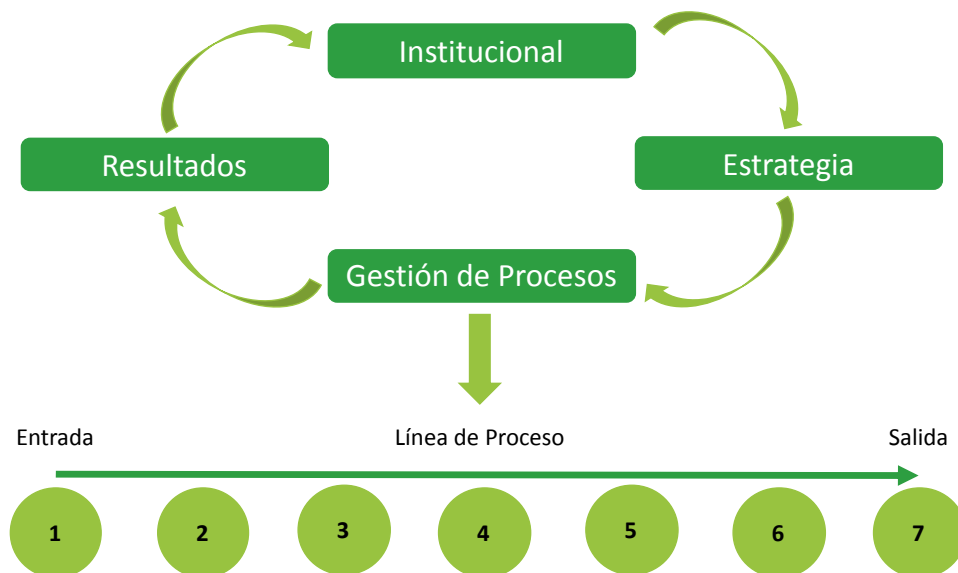 Institucional
Resultados
Estrategia
Gestión de Procesos
Entrada
Línea de Proceso
Salida
1
2
3
4
5
6
7